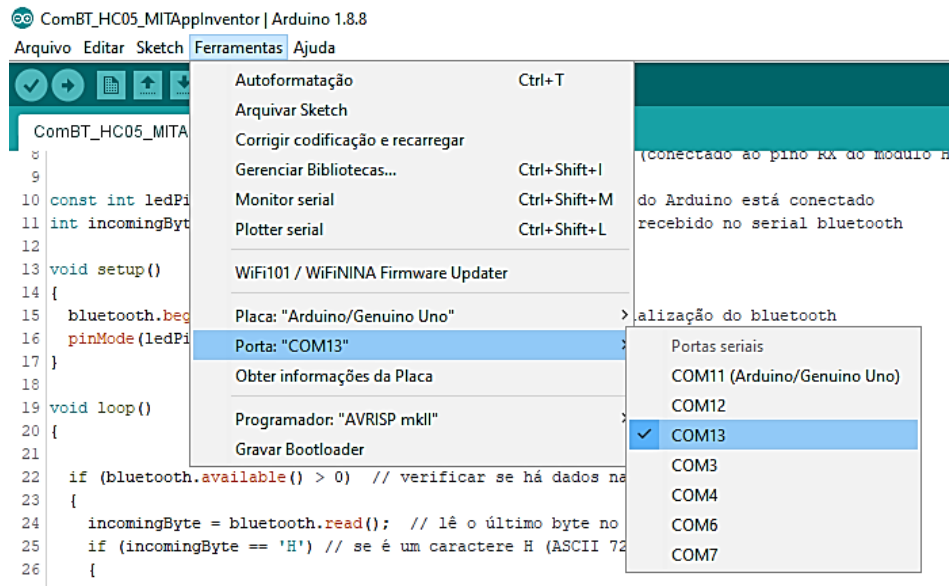 ComBT_HC05_MITAppInventor | Arduino 1.8.8
Arquivo Editar Sketch Ferramentas Ajuda
Autoformatação Ctrl+T
Arquivar Sketch
Corrigir codificação e recarregar
Gerenciar Bibliotecas... Ctrl+Shift+I
Monitor serial Ctrl+Shift+M
Plotter serial Ctrl+Shift+L
WiFi101 / WiFiNINA Firmware Updater
Placa: "Arduino/Genuino Uno"
Porta: "COM13"
Obter informações da Placa
Programador: "AVRISP mkII"
Gravar Bootloader
Portas seriais
COM11 (Arduino/Genuino Uno)
COM12
COM13
COM3
COM4
COM6
COM7
ComBT_HC05_MITA
8 (conectado ao pino RX do módulo H
9
10 const int ledPi do Arduino está conectado
11 int incomingByt recebido no serial bluetooth
12
13 void setup()
14 {
15 bluetooth.beg alização do bluetooth
16 pinMode(ledPi
17 }
18
19 void loop()
20 {
21
22 if (bluetooth.available() > 0) // verificar se há dados na
23 {
24 incomingByte = bluetooth.read(); // lê o último byte no
25 if (incomingByte == 'H') // se é um caractere H (ASCII 72
26 {